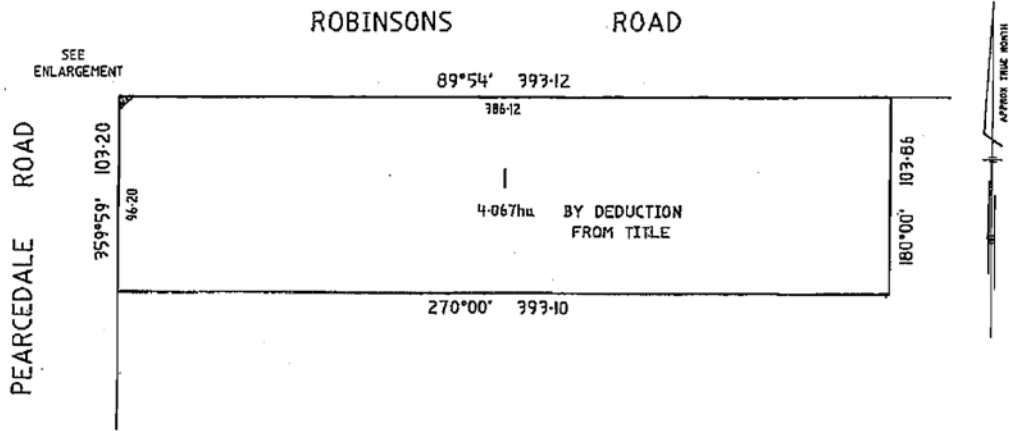 ROBINSONS ROAD
SEE
ENLARGEMENT
89°54' 393·12
386·12
PEARCEDALE ROAD
359°59' 103·20
96·20
1
4·067ha BY DEDUCTION
FROM TITLE
103·86
180°00'
270°00' 393·10
APPROX TRUE NORTH